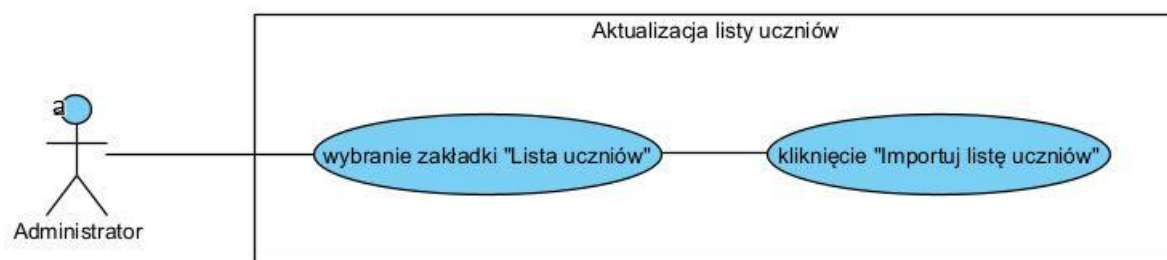 Aktualizacja listy uczniów
a
wybranie zakładki "Lista uczniów"
kliknięcie "Importuj listę uczniów"
Administrator